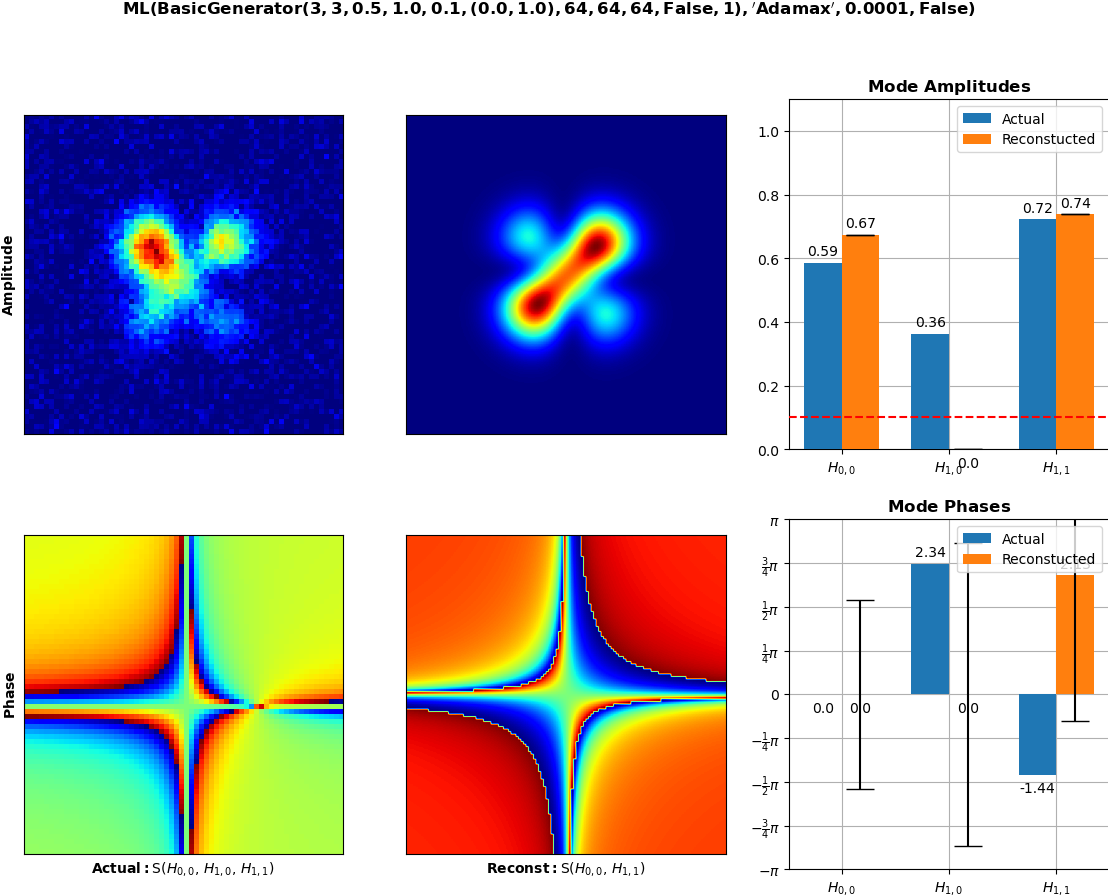 ML(BasicGenerator(3, 3, 0.5, 1.0, 0.1, (0.0, 1.0), 64, 64, 64, False, 1), ′Adamax′, 0.0001, False)
Amplitude
Mode Amplitudes
Actual
Reconstucted
1.0
0.8
0.6
0.4
0.2
0.0
0.59
0.67
0.36
0.0
0.72
0.74
H0,0
H1,0
H1,1
Phase
Actual: S(H0,0, H1,0, H1,1)
Reconst: S(H0,0, H1,1)
Mode Phases
Actual
Reconstucted
π
3/4π
1/2π
1/4π
0
−1/4π
−1/2π
−3/4π
−π
0.0
0.0
2.34
0.0
-1.44
H0,0
H1,0
H1,1